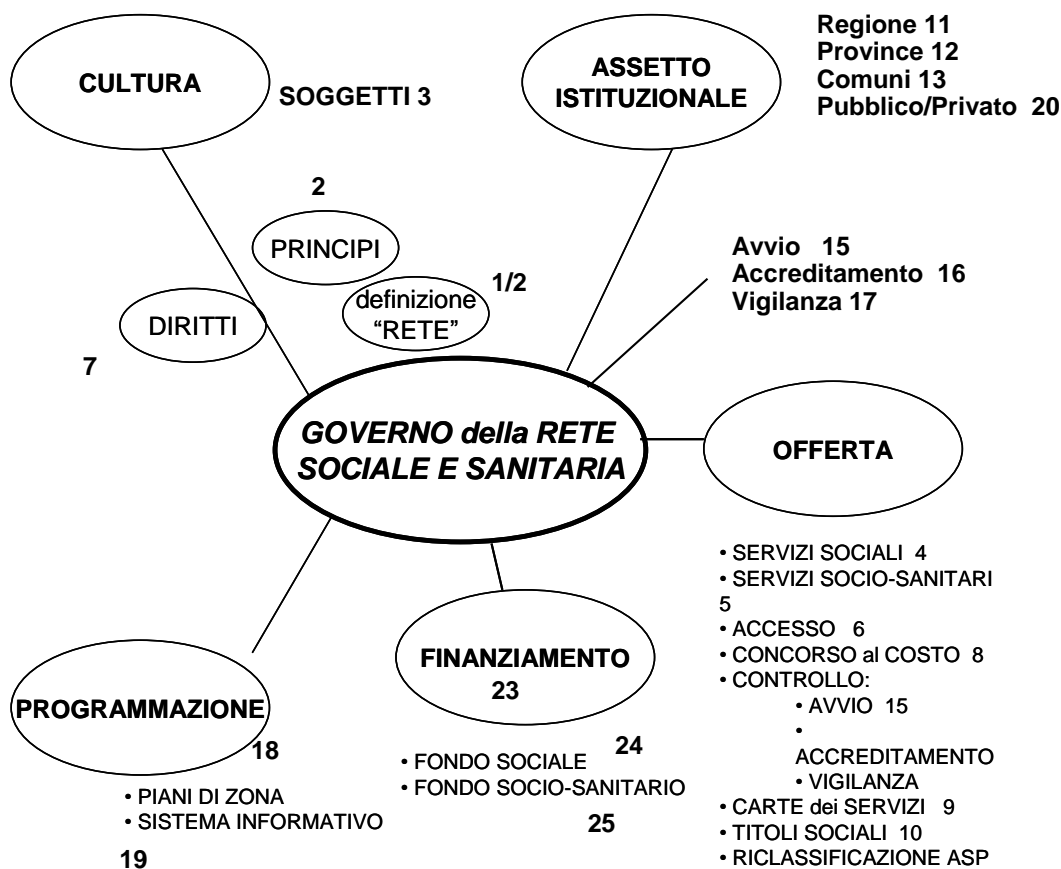 CULTURA
SOGGETTI 3
ASSETTO
ISTITUZIONALE
Regione 11
Province 12
Comuni 13
Pubblico/Privato 20
2
PRINCIPI
1/2
definizione
“RETE”
DIRITTI
7
Avvio 15
Accreditamento 16
Vigilanza 17
GOVERNO della RETE
SOCIALE E SANITARIA
OFFERTA
• SERVIZI SOCIALI 4
• SERVIZI SOCIO-SANITARI
5
• ACCESSO 6
• CONCORSO al COSTO 8
• CONTROLLO:
• AVVIO 15
•
ACCREDITAMENTO
• VIGILANZA
• CARTE dei SERVIZI 9
• TITOLI SOCIALI 10
• RICLASSIFICAZIONE ASP
FINANZIAMENTO
23
24
• FONDO SOCIALE
• FONDO SOCIO-SANITARIO
25
PROGRAMMAZIONE
18
• PIANI DI ZONA
• SISTEMA INFORMATIVO
19